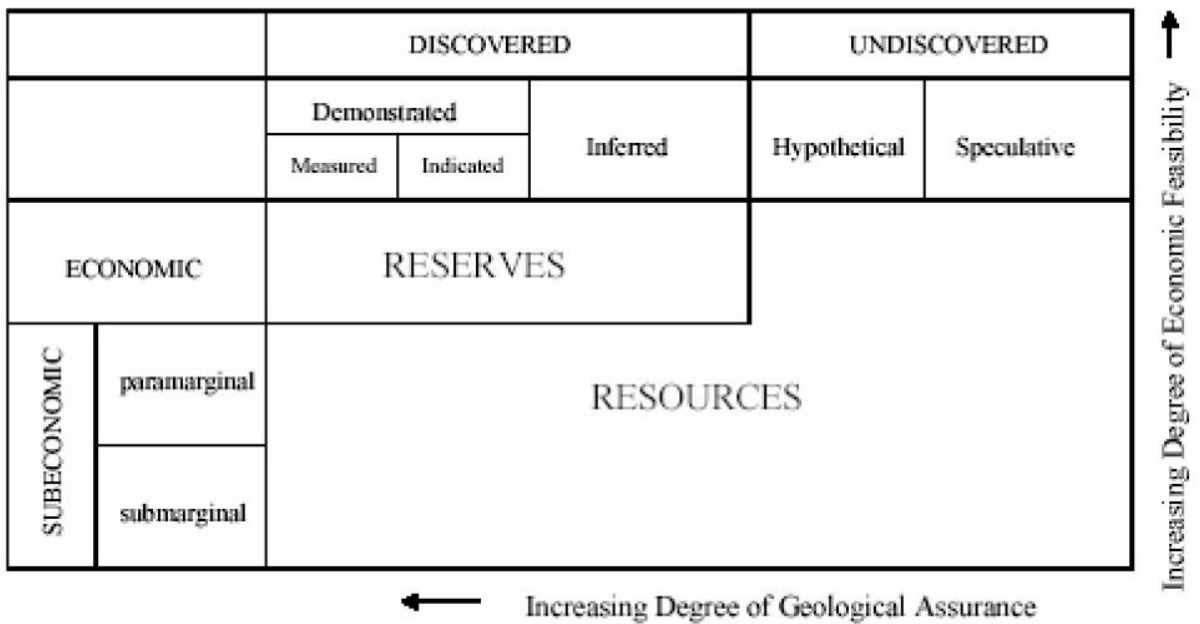 DISCOVERED
UNDISCOVERED
Demonstrated
Measured
Indicated
Inferred
Hypothetical
Speculative
ECONOMIC
RESERVES
SUBECONOMIC
paramarginal
submarginal
RESOURCES
Increasing Degree of Economic Feasibility
Increasing Degree of Geological Assurance